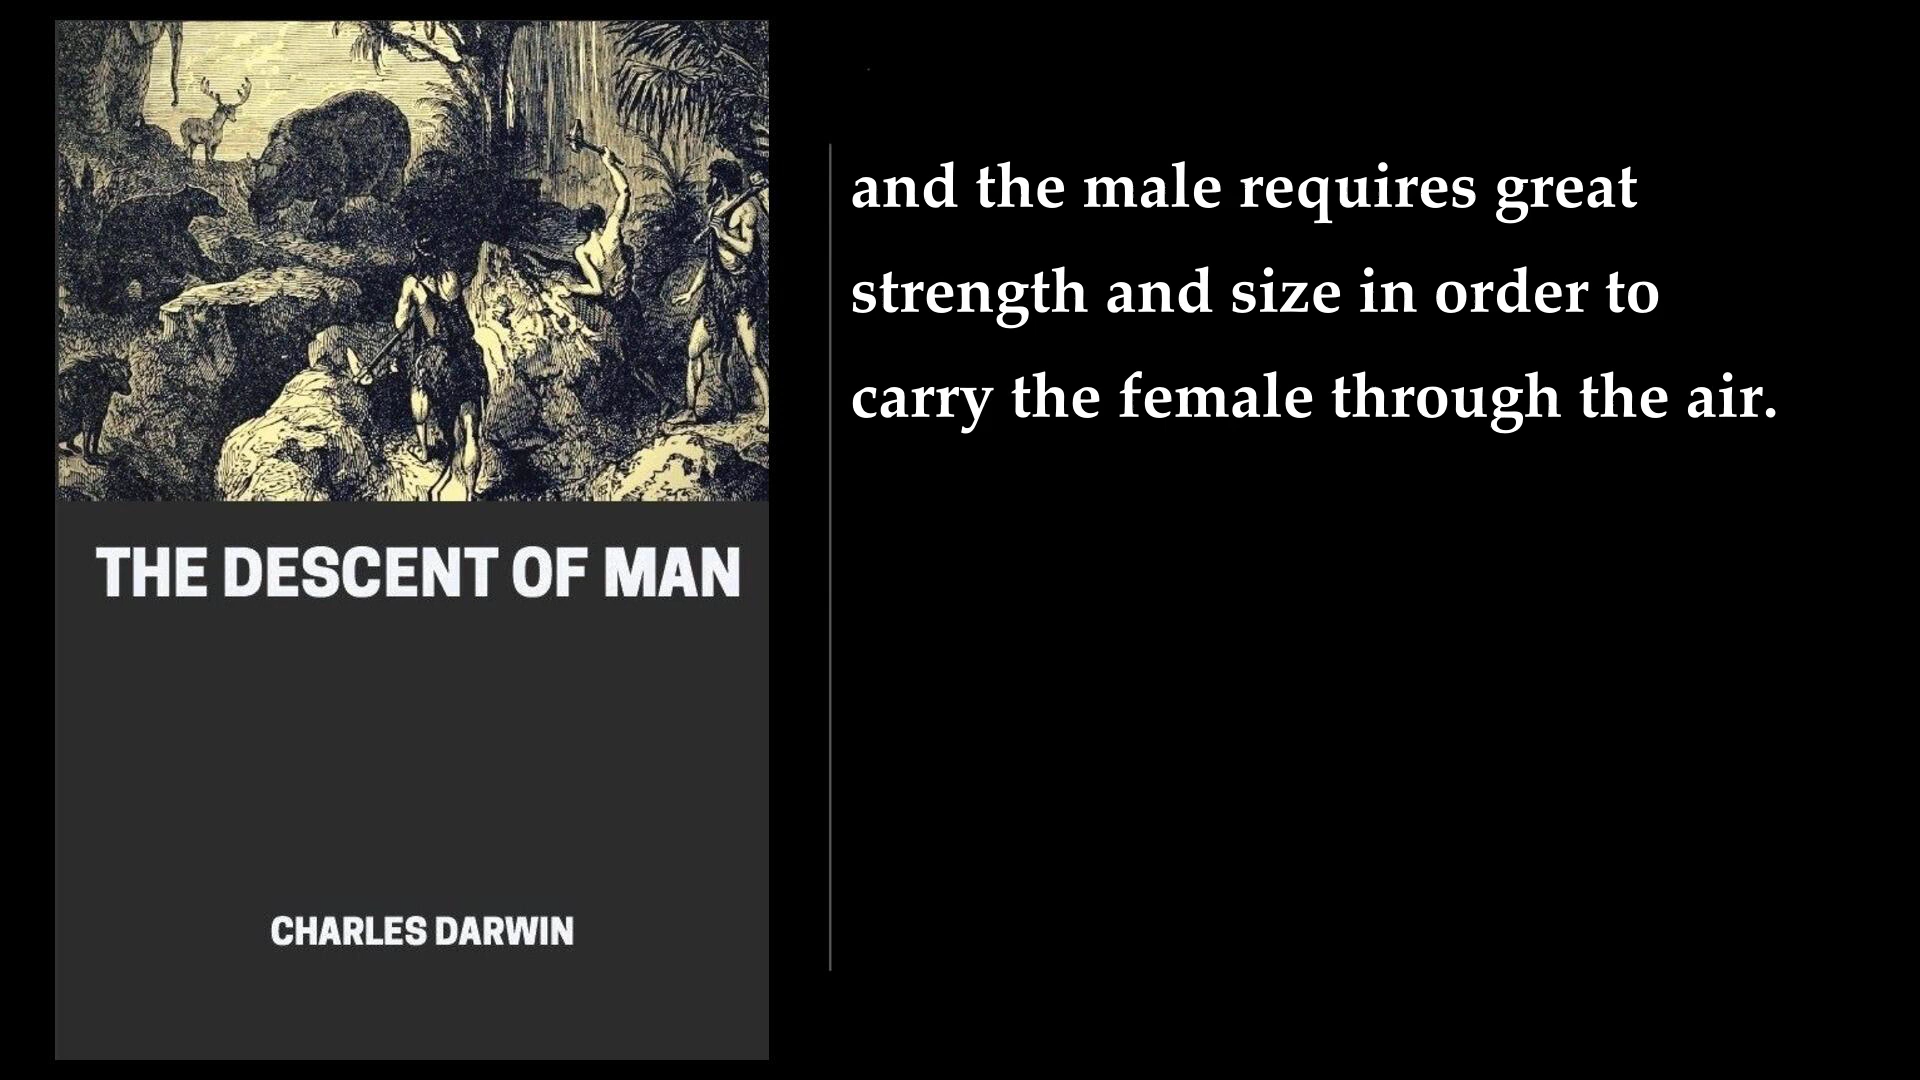 THE DESCENT OF MAN
CHARLES DARWIN
and the male requires great
strength and size in order to
carry the female through the air.